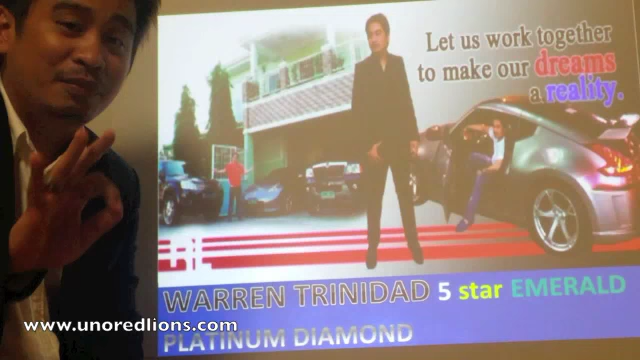 Let us work together
to make our dreams
a reality.
WARREN TRINIDAD 5 star EMERALD
PLATINUM DIAMOND
www.unoredlions.com